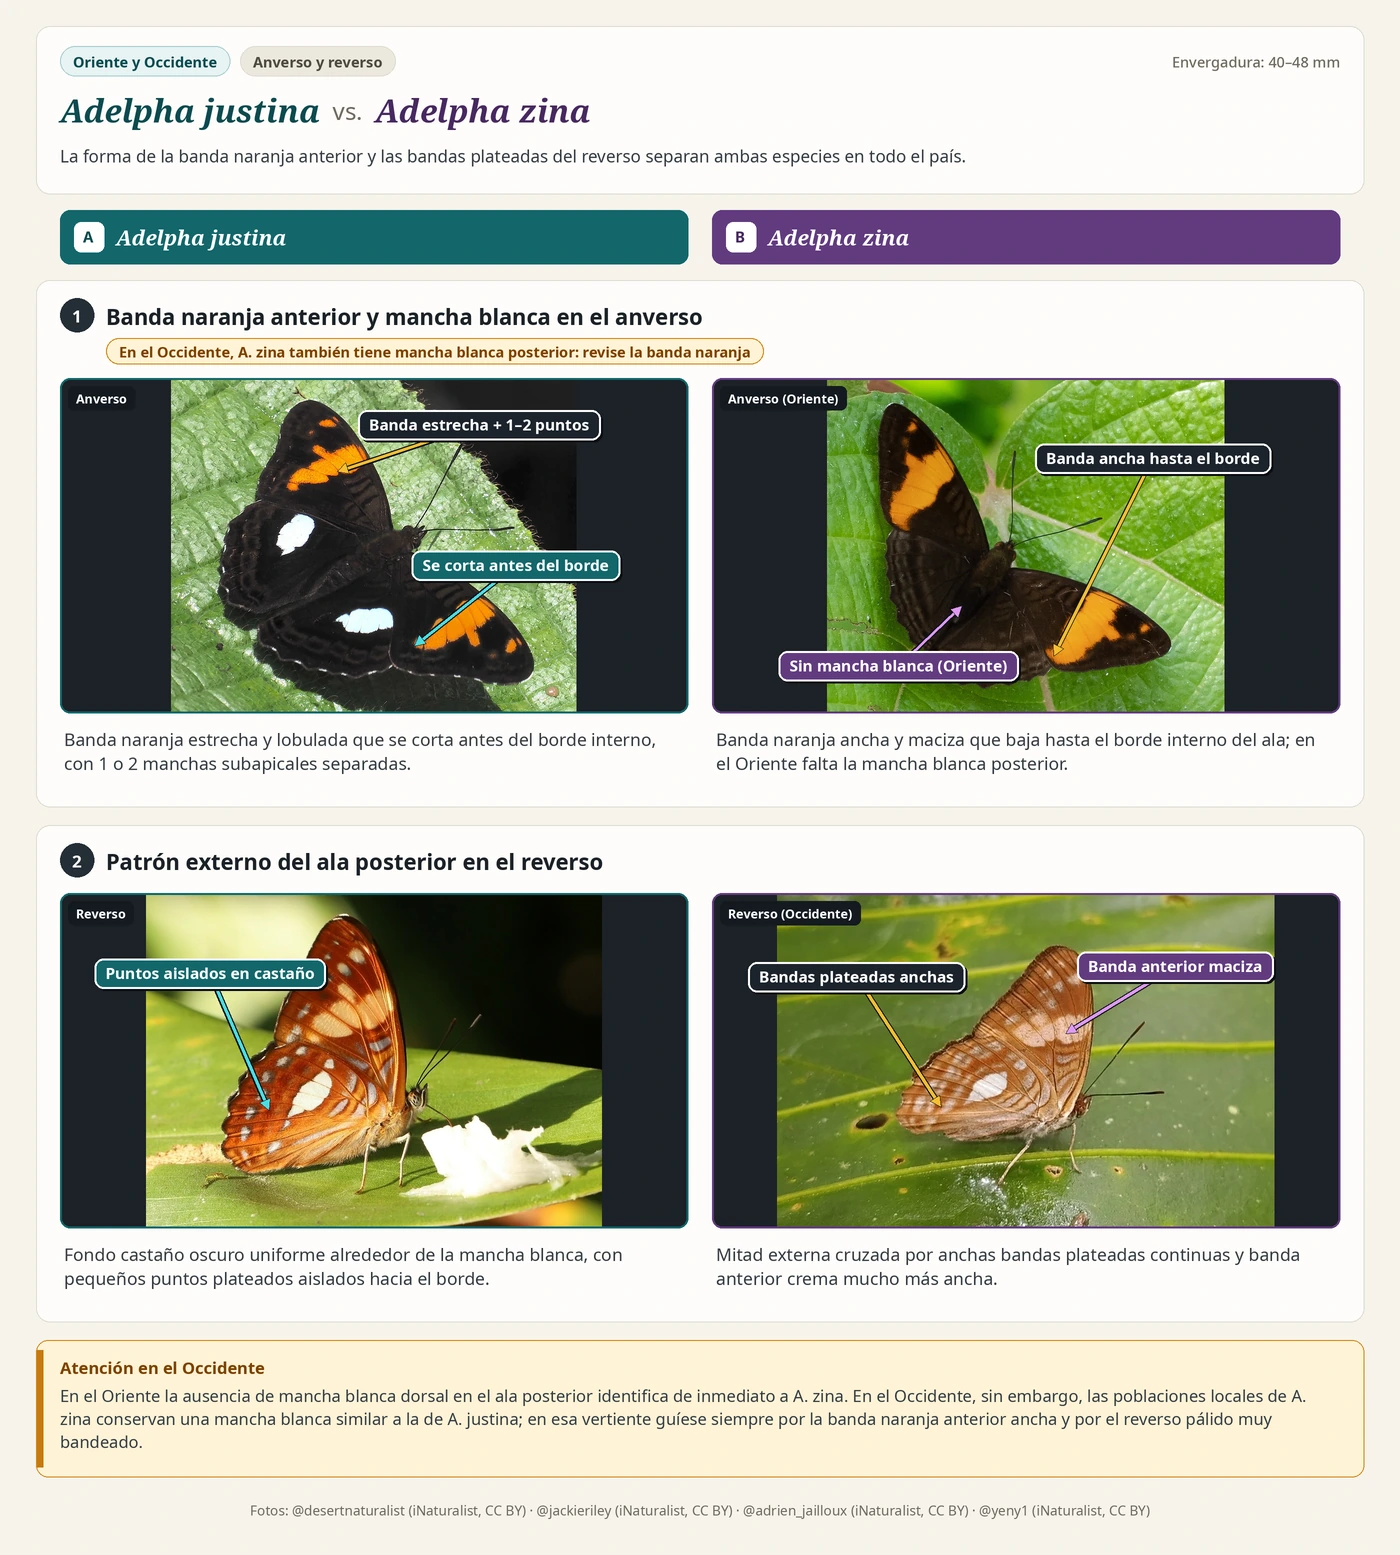 Oriente y Occidente
Anverso y reverso
Envergadura: 40–48 mm
Adelpha justina vs. Adelpha zina
La forma de la banda naranja anterior y las bandas plateadas del reverso separan ambas especies en todo el país.
A Adelpha justina
B Adelpha zina
1 Banda naranja anterior y mancha blanca en el anverso
En el Occidente, A. zina también tiene mancha blanca posterior: revise la banda naranja
Anverso
Banda estrecha + 1–2 puntos
Se corta antes del borde
Anverso (Oriente)
Banda ancha hasta el borde
Sin mancha blanca (Oriente)
Banda naranja estrecha y lobulada que se corta antes del borde interno,
con 1 o 2 manchas subapicales separadas.
Banda naranja ancha y maciza que baja hasta el borde interno del ala; en
el Oriente falta la mancha blanca posterior.
2 Patrón externo del ala posterior en el reverso
Reverso
Puntos aislados en castaño
Reverso (Occidente)
Bandas plateadas anchas
Banda anterior maciza
Fondo castaño oscuro uniforme alrededor de la mancha blanca, con
pequeños puntos plateados aislados hacia el borde.
Mitad externa cruzada por anchas bandas plateadas continuas y banda
anterior crema mucho más ancha.
Atención en el Occidente
En el Oriente la ausencia de mancha blanca dorsal en el ala posterior identifica de inmediato a A. zina. En el Occidente, sin embargo, las poblaciones locales de A.
zina conservan una mancha blanca similar a la de A. justina; en esa vertiente guíese siempre por la banda naranja anterior ancha y por el reverso pálido muy
bandeado.
Fotos: @desertnaturalist (iNaturalist, CC BY) · @jackieriley (iNaturalist, CC BY) · @adrien_jailloux (iNaturalist, CC BY) · @yeny1 (iNaturalist, CC BY)